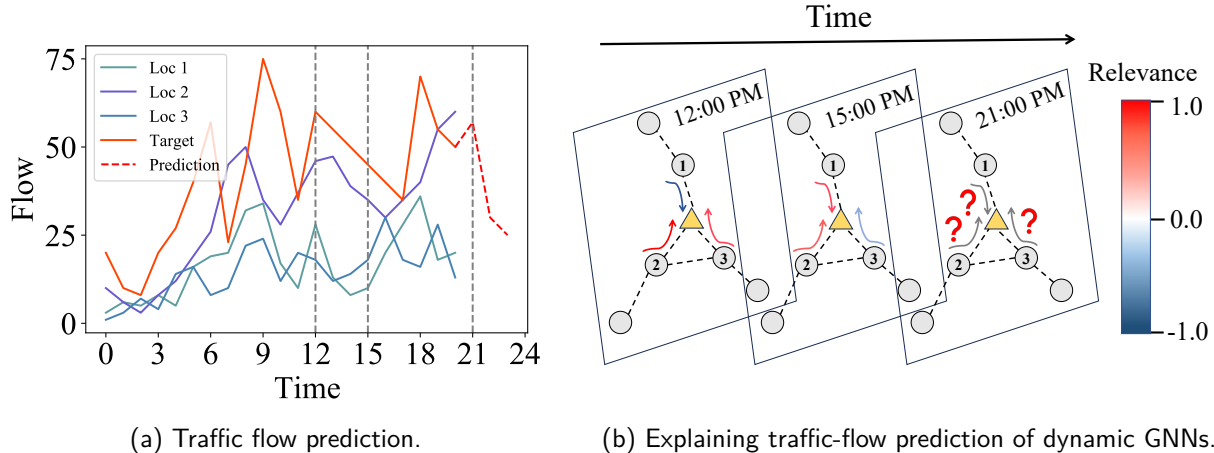 75
50
25
0
Flow
Loc 1
Loc 2
Loc 3
Target
Prediction
0 3 6 9 12 15 18 21 24
Time
(a) Traffic flow prediction.
Time
12:00 PM
1
2
3
15:00 PM
1
2
3
21:00 PM
1
2
3
?
?
?
Relevance
1.0
0.0
-1.0
(b) Explaining traffic-flow prediction of dynamic GNNs.